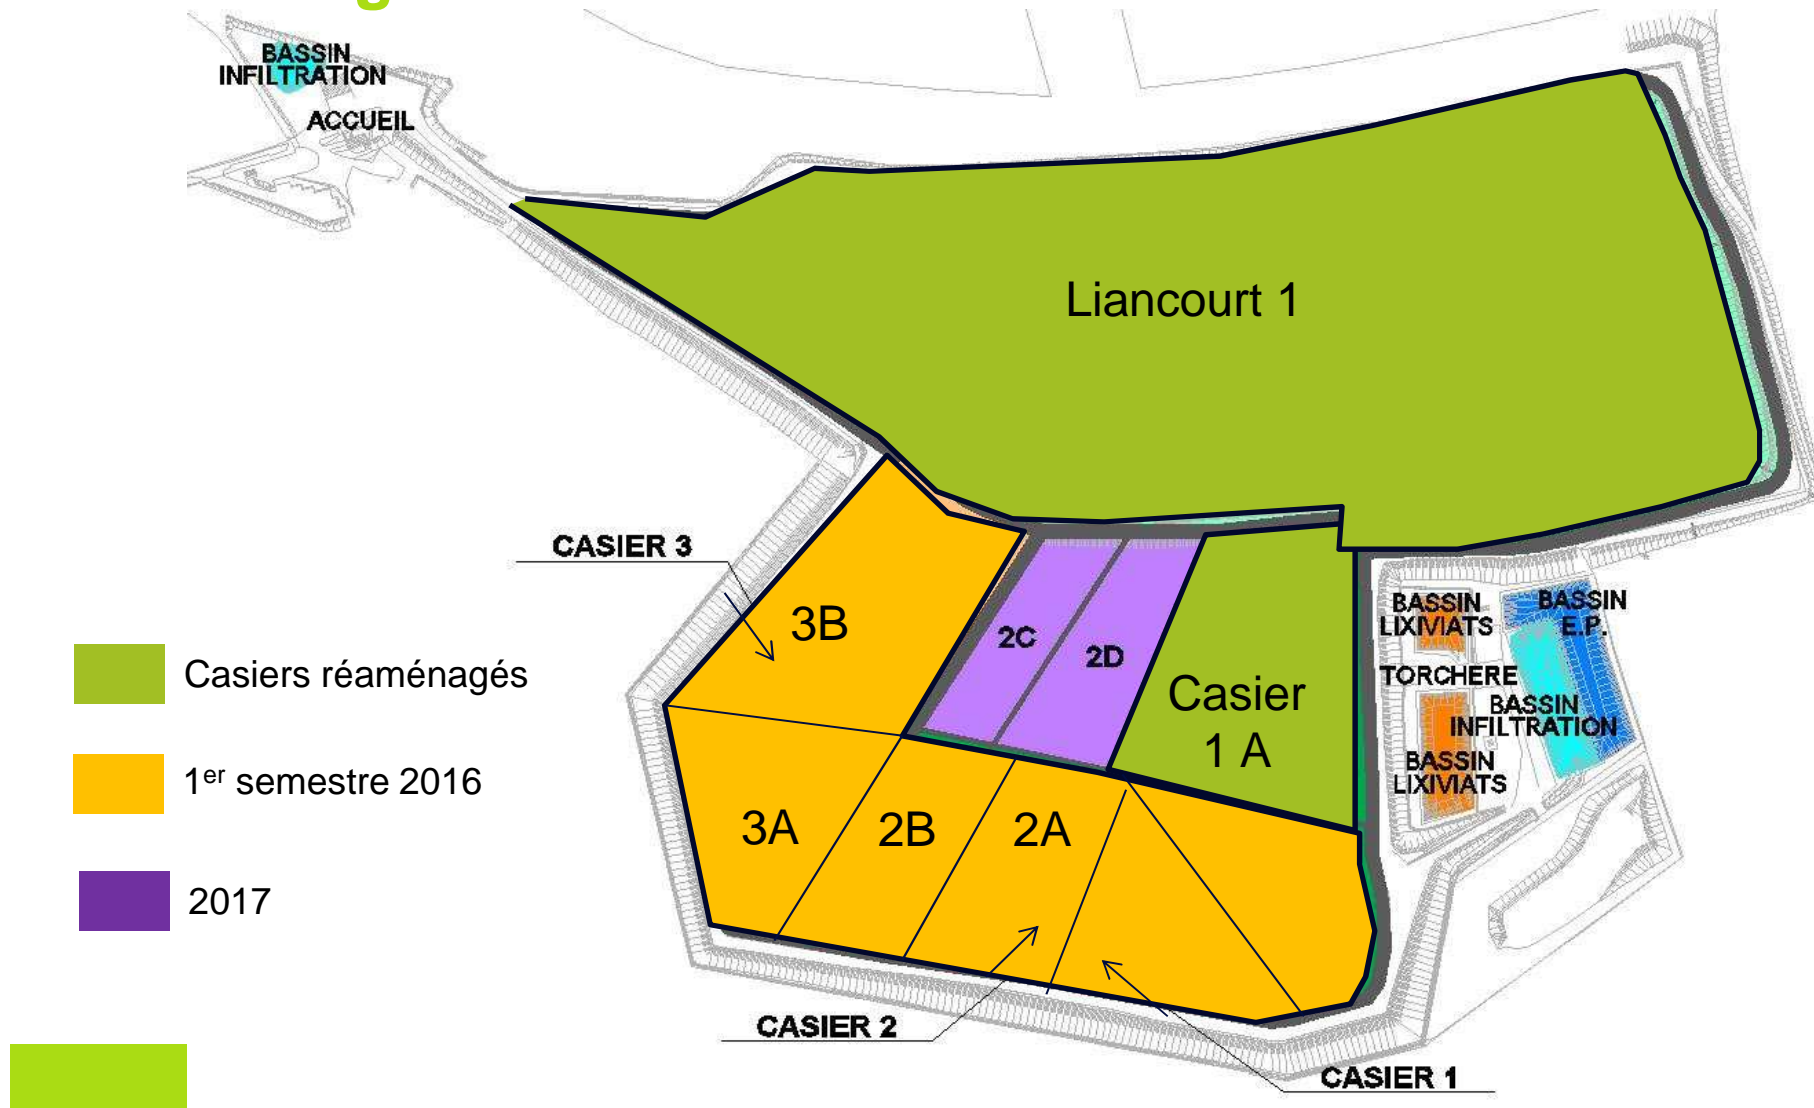 BASSIN
INFILTRATION
ACCUEIL
Liancourt 1
CASIER 3
3B
2C
2D
Casier
1 A
BASSIN
LIXIVIATS
BASSIN
E.P.
TORCHERE
BASSIN
INFILTRATION
BASSIN
LIXIVIATS
Casiers réaménagés
1er semestre 2016
2017
3A
2B
2A
CASIER 2
CASIER 1